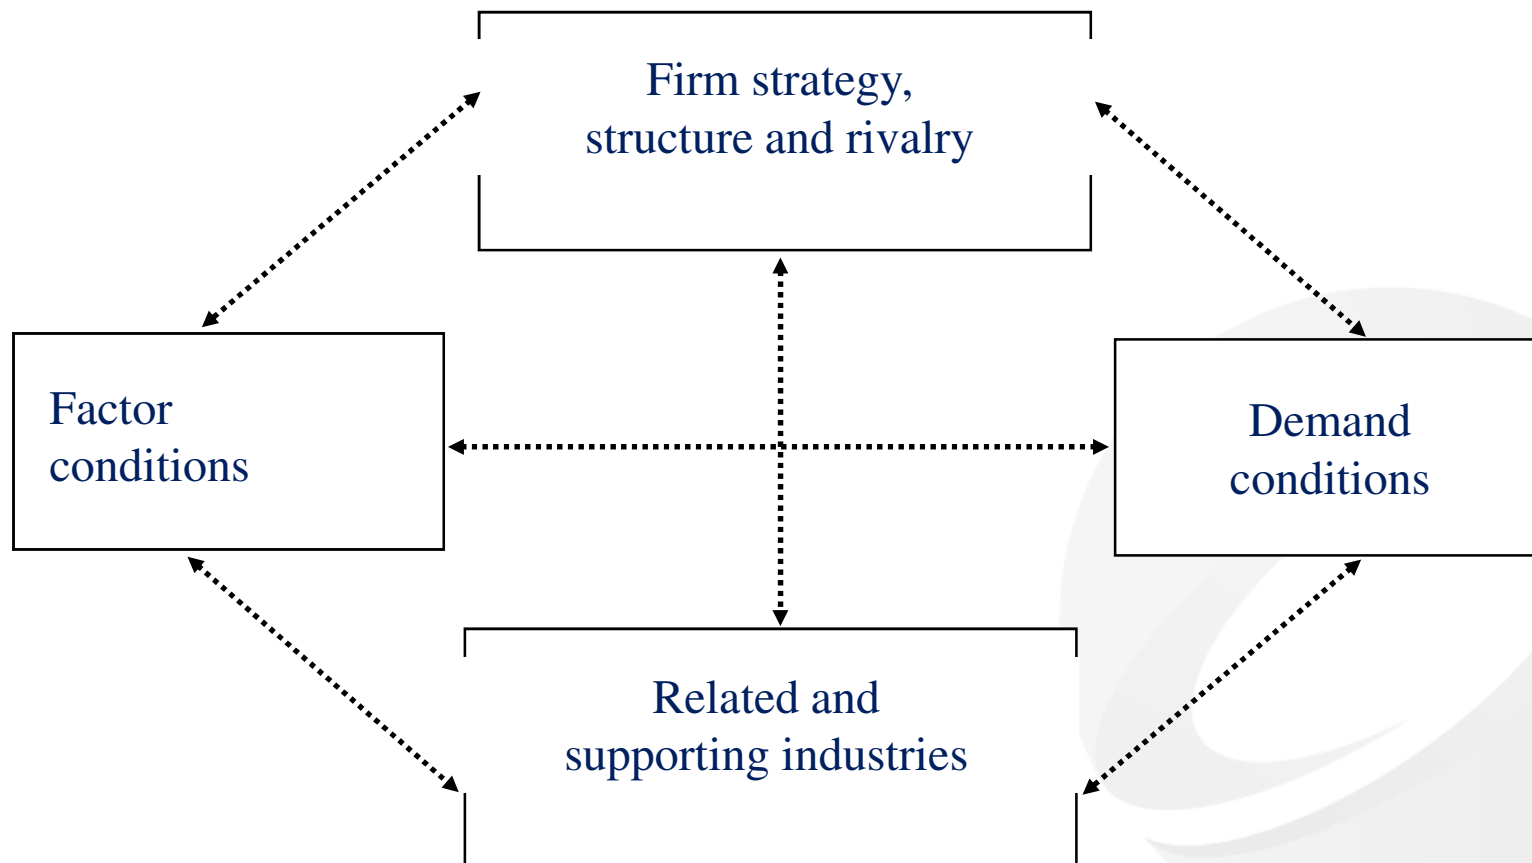 Firm strategy,
structure and rivalry
Factor
conditions
Demand
conditions
Related and
supporting industries